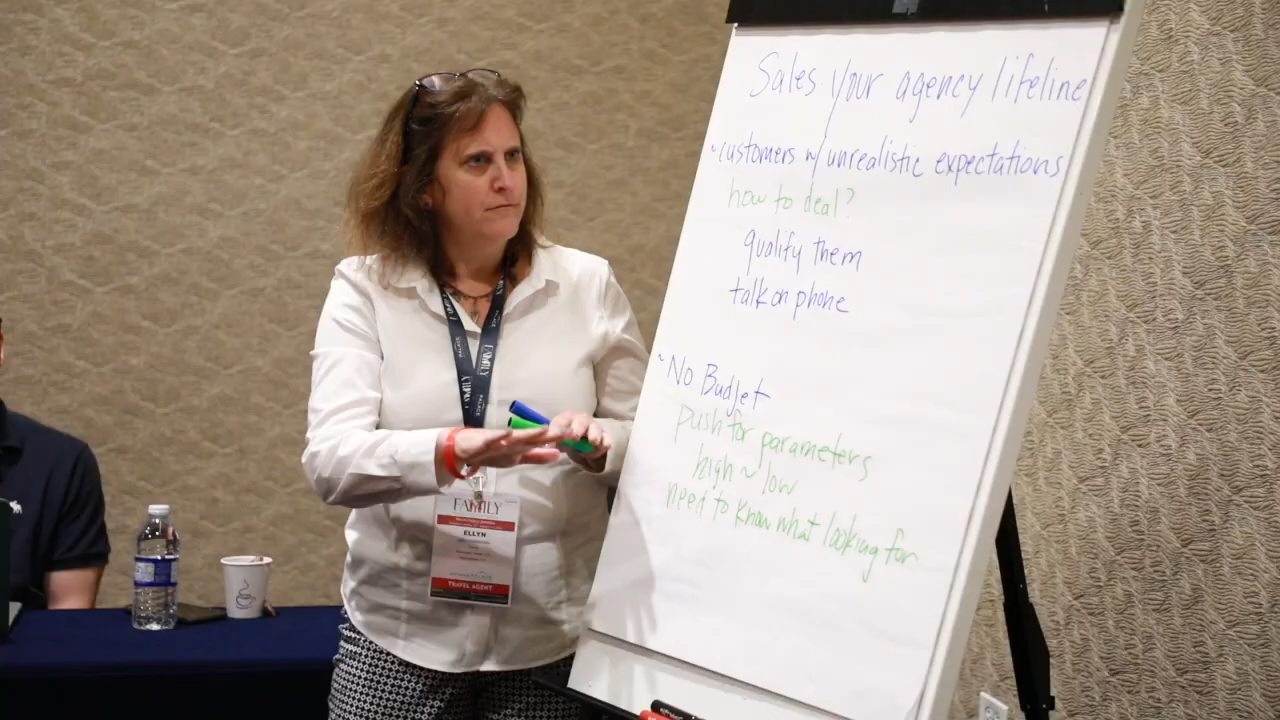 Sales your agency lifeline
~customers w/ unrealistic expectations
how to deal?
qualify them
talk on phone
~No Budget
push for parameters
high ~ low
need to know what looking for
FAMILY
FAMILY
ELLYN
TRAVEL AGENT